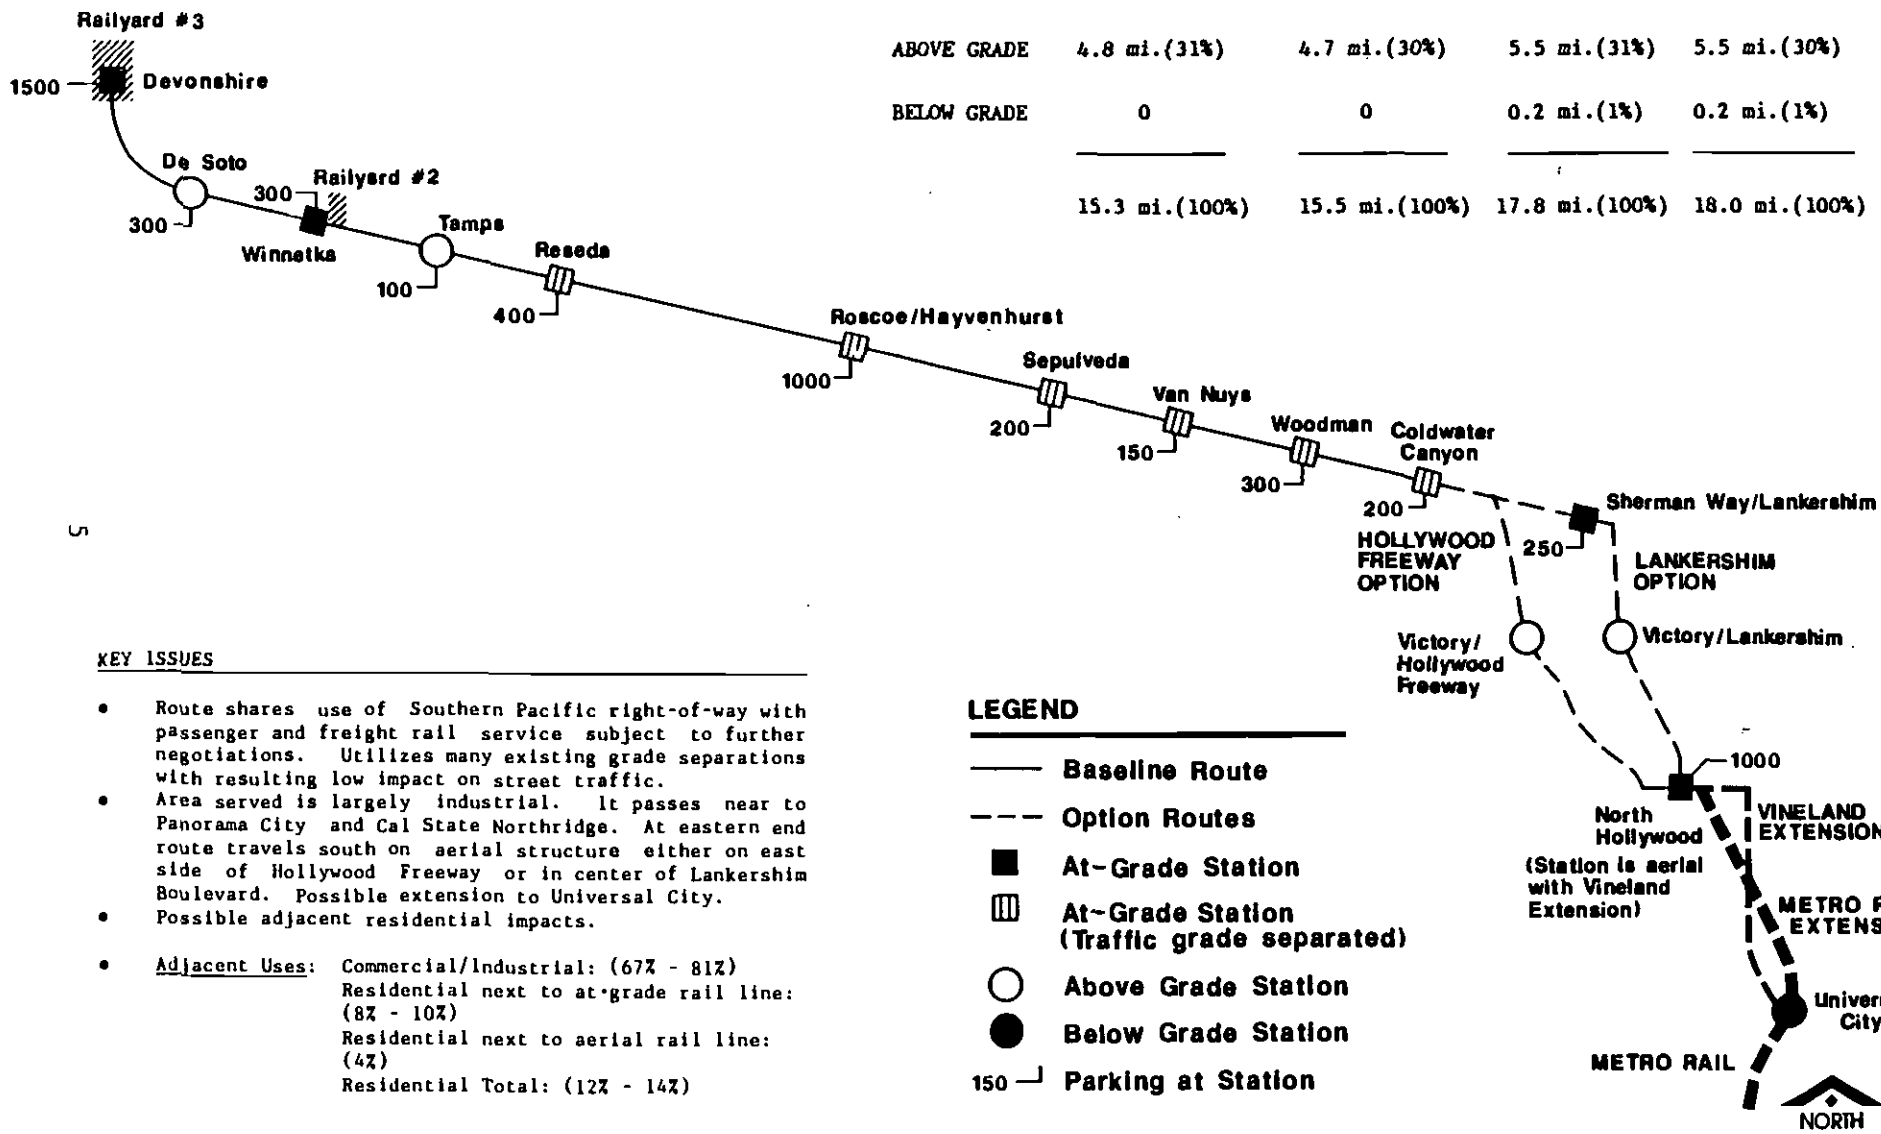 Railyard #3
1500
Devonshire
ABOVE GRADE 4.8 mi.(31%) 4.7 mi.(30%) 5.5 mi.(31%) 5.5 mi.(30%)
BELOW GRADE 0 0 0.2 mi.(1%) 0.2 mi.(1%)
15.3 mi.(100%) 15.5 mi.(100%) 17.8 mi.(100%) 18.0 mi.(100%)
De Soto
300
Railyard #2
300
Winnetka
Tampa
100
Reseda
400
Roscoe/Hayvenhurst
1000
Sepulveda
200
Van Nuys
150
Woodman
300
Coldwater
Canyon
200
Sherman Way/Lankershim
250
HOLLYWOOD
FREEWAY
OPTION
LANKERSHIM
OPTION
Victory/
Hollywood
Freeway
Victory/Lankershim
1000
North
Hollywood
(Station is aerial
with Vineland
Extension)
VINELAND
EXTENSION
METRO R
EXTENS
Univer
City
METRO RAIL
NORTH
5
KEY ISSUES
• Route shares use of Southern Pacific right-of-way with
passenger and freight rail service subject to further
negotiations. Utilizes many existing grade separations
with resulting low impact on street traffic.
• Area served is largely industrial. It passes near to
Panorama City and Cal State Northridge. At eastern end
route travels south on aerial structure either on east
side of Hollywood Freeway or in center of Lankershim
Boulevard. Possible extension to Universal City.
• Possible adjacent residential impacts.
• Adjacent Uses: Commercial/Industrial: (67% - 81%)
Residential next to at-grade rail line:
(8% - 10%)
Residential next to aerial rail line:
(4%)
Residential Total: (12% - 14%)
LEGEND
Baseline Route
Option Routes
At-Grade Station
At-Grade Station
(Traffic grade separated)
Above Grade Station
Below Grade Station
150 Parking at Station